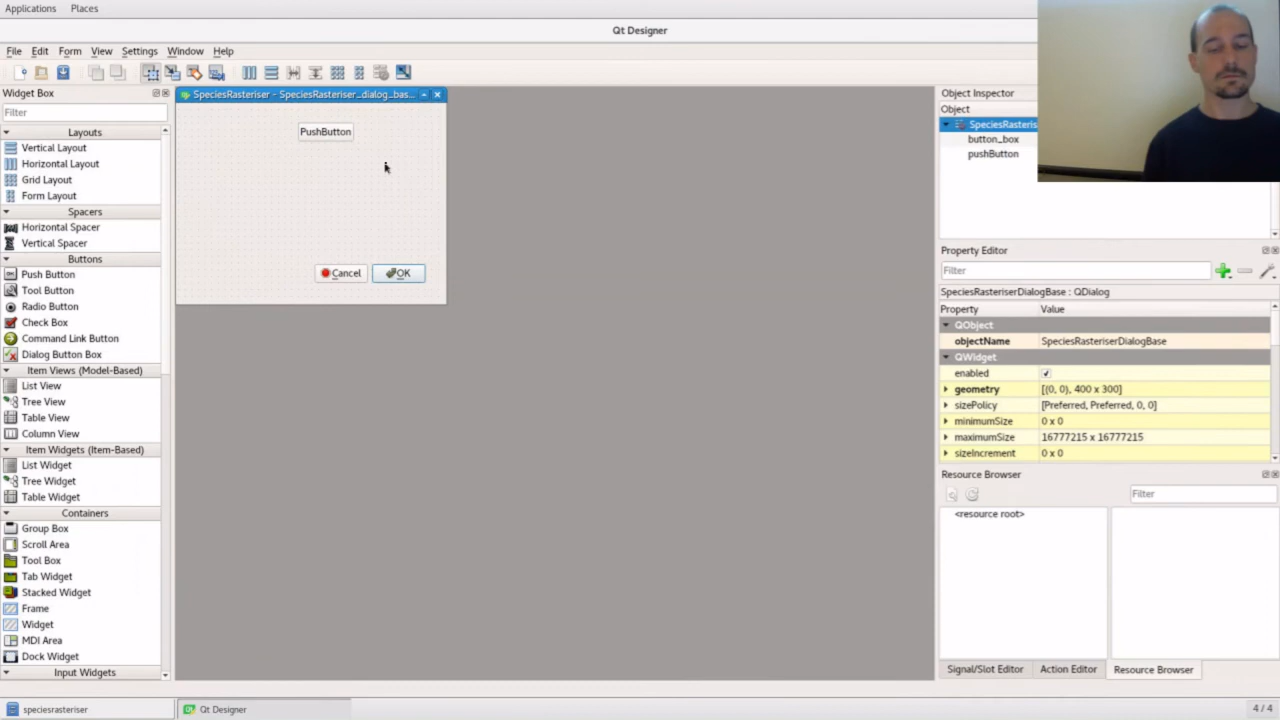 Applications Places
Qt Designer
File Edit Form View Settings Window Help
Widget Box
Filter
Layouts
Vertical Layout
Horizontal Layout
Grid Layout
Form Layout
Spacers
Horizontal Spacer
Vertical Spacer
Buttons
Push Button
Tool Button
Radio Button
Check Box
Command Link Button
Dialog Button Box
Item Views (Model-Based)
List View
Tree View
Table View
Column View
Item Widgets (Item-Based)
List Widget
Tree Widget
Table Widget
Containers
Group Box
Scroll Area
Tool Box
Tab Widget
Stacked Widget
Frame
Widget
MDI Area
Dock Widget
Input Widgets
SpeciesRasteriser - SpeciesRasteriser_dialog_bas...
PushButton
Cancel OK
Object Inspector
Object
SpeciesRasteris
button_box
pushButton
Property Editor
Filter
SpeciesRasteriserDialogBase : QDialog
Property Value
QObject
objectName SpeciesRasteriserDialogBase
QWidget
enabled
geometry [(0, 0), 400 x 300]
sizePolicy [Preferred, Preferred, 0, 0]
minimumSize 0 x 0
maximumSize 16777215 x 16777215
sizeIncrement 0 x 0
Resource Browser
Filter
<resource root>
Signal/Slot Editor Action Editor Resource Browser
speciesrasteriser Qt Designer 4 / 4